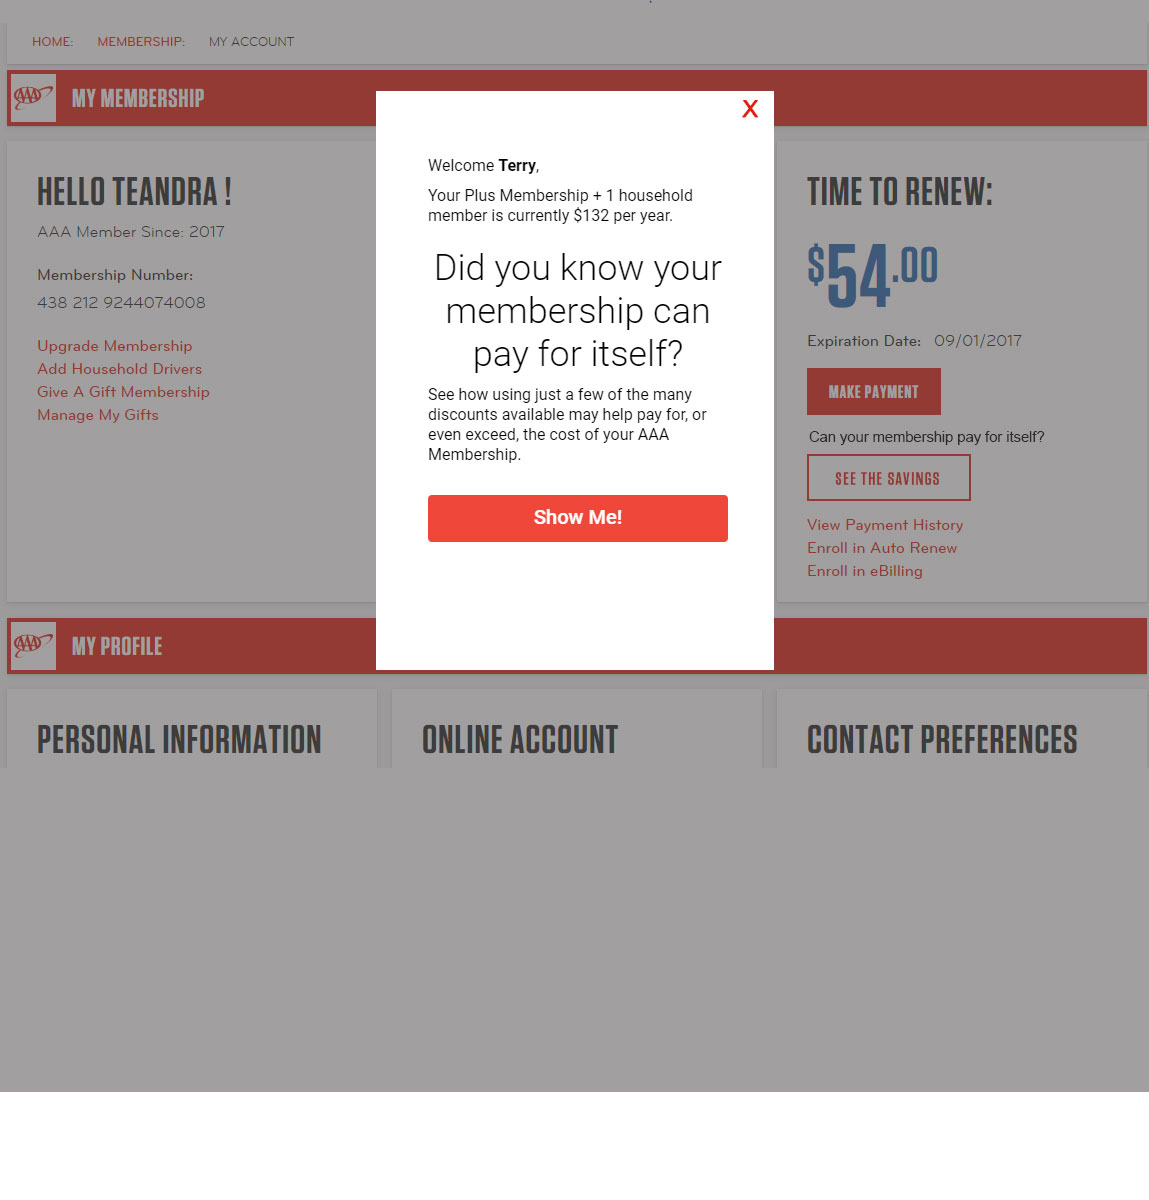 HOME: MEMBERSHIP: MY ACCOUNT
AAA MY MEMBERSHIP
HELLO TEANDRA !
AAA Member Since: 2017
Membership Number:
438 212 9244074008
Upgrade Membership
Add Household Drivers
Give A Gift Membership
Manage My Gifts
X
Welcome Terry,
Your Plus Membership + 1 household
member is currently $132 per year.
Did you know your
membership can
pay for itself?
See how using just a few of the many
discounts available may help pay for, or
even exceed, the cost of your AAA
Membership.
Show Me!
TIME TO RENEW:
$54.00
Expiration Date: 09/01/2017
MAKE PAYMENT
Can your membership pay for itself?
SEE THE SAVINGS
View Payment History
Enroll in Auto Renew
Enroll in eBilling
AAA MY PROFILE
PERSONAL INFORMATION
ONLINE ACCOUNT
CONTACT PREFERENCES